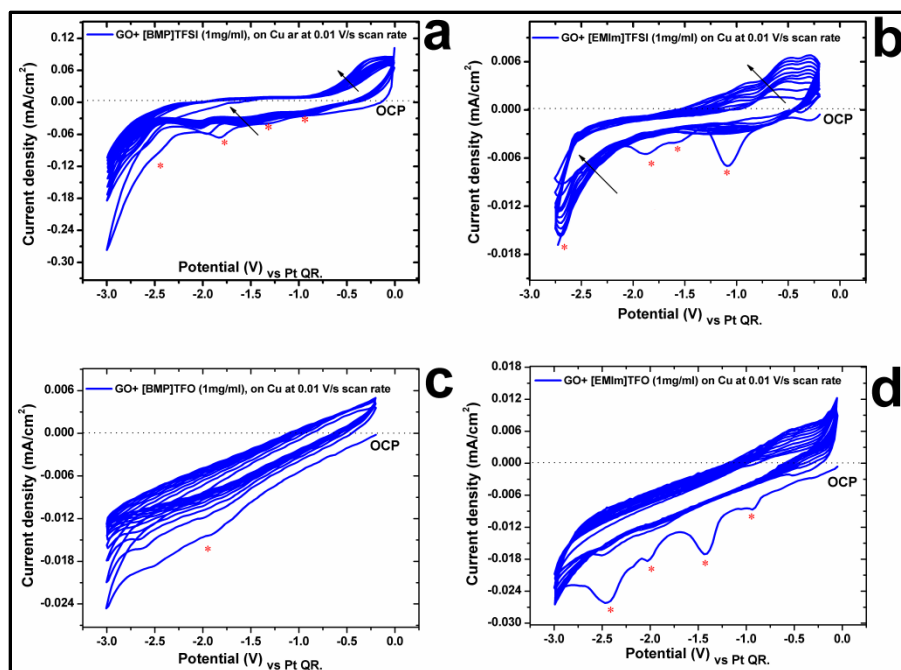 a
GO+ [BMP]TFSI (1mg/ml), on Cu ar at 0.01 V/s scan rate
0.12
0.06
0.00
-0.06
-0.12
-0.18
-0.24
-0.30
Current density (mA/cm²)
OCP
*
*
*
*
Potential (V) vs Pt QR.
-3.0 -2.5 -2.0 -1.5 -1.0 -0.5 0.0
b
GO+ [EMIm]TFSI (1mg/ml) on Cu at 0.01 V/s scan rate
0.006
0.000
-0.006
-0.012
-0.018
Current density (mA/cm²)
OCP
*
*
*
*
-3.0 -2.5 -2.0 -1.5 -1.0 -0.5 0.0
Potential (V) vs Pt QR.
c
GO+ [BMP]TFO (1mg/ml), on Cu at 0.01 V/s scan rate
0.006
0.000
-0.006
-0.012
-0.018
-0.024
Current density (mA/cm²)
OCP
*
-3.0 -2.5 -2.0 -1.5 -1.0 -0.5 0.0
Potential (V) vs Pt QR.
d
GO+ [EMIm]TFO (1mg/ml) on Cu at 0.01 V/s scan rate
0.018
0.012
0.006
0.000
-0.006
-0.012
-0.018
-0.024
-0.030
Current density (mA/cm²)
OCP
*
*
*
*
-3.0 -2.5 -2.0 -1.5 -1.0 -0.5 0.0
Potential (V) vs Pt QR.